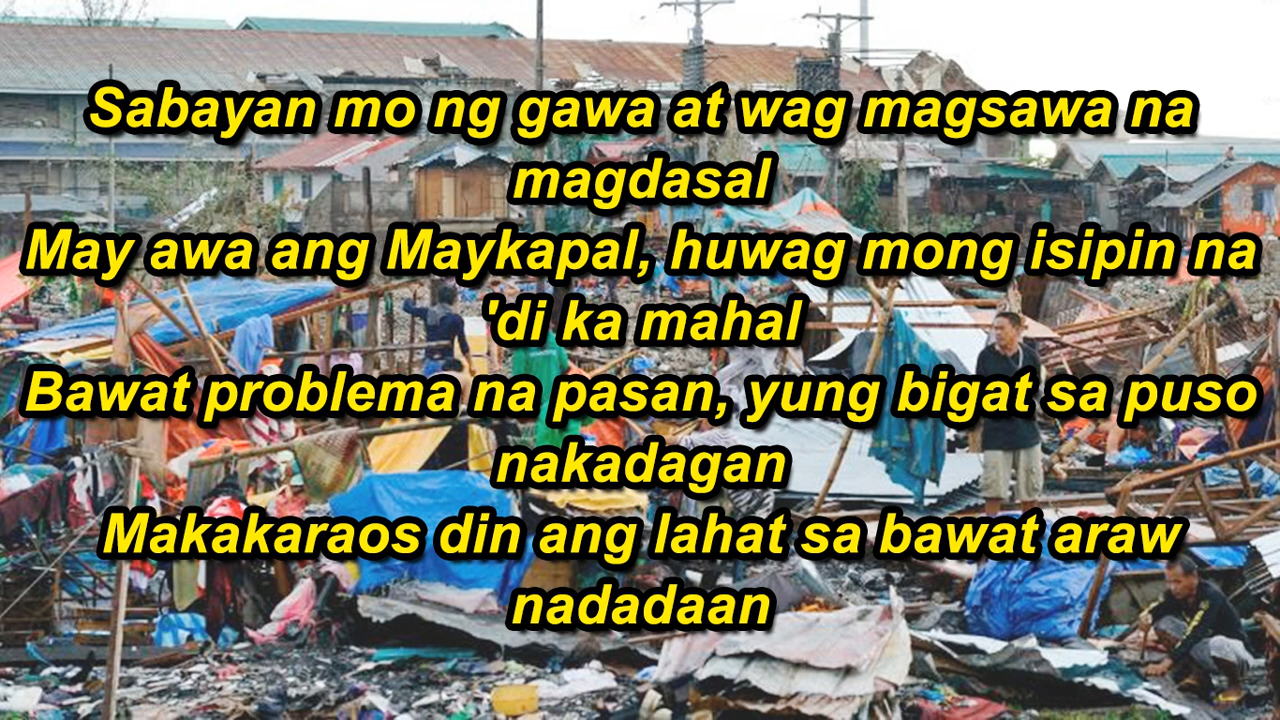 Sabayan mo ng gawa at wag magsawa na
magdasal
May awa ang Maykapal, huwag mong isipin na
'di ka mahal
Bawat problema na pasan, yung bigat sa puso
nakadagan
Makakaraos din ang lahat sa bawat araw
nadadaan